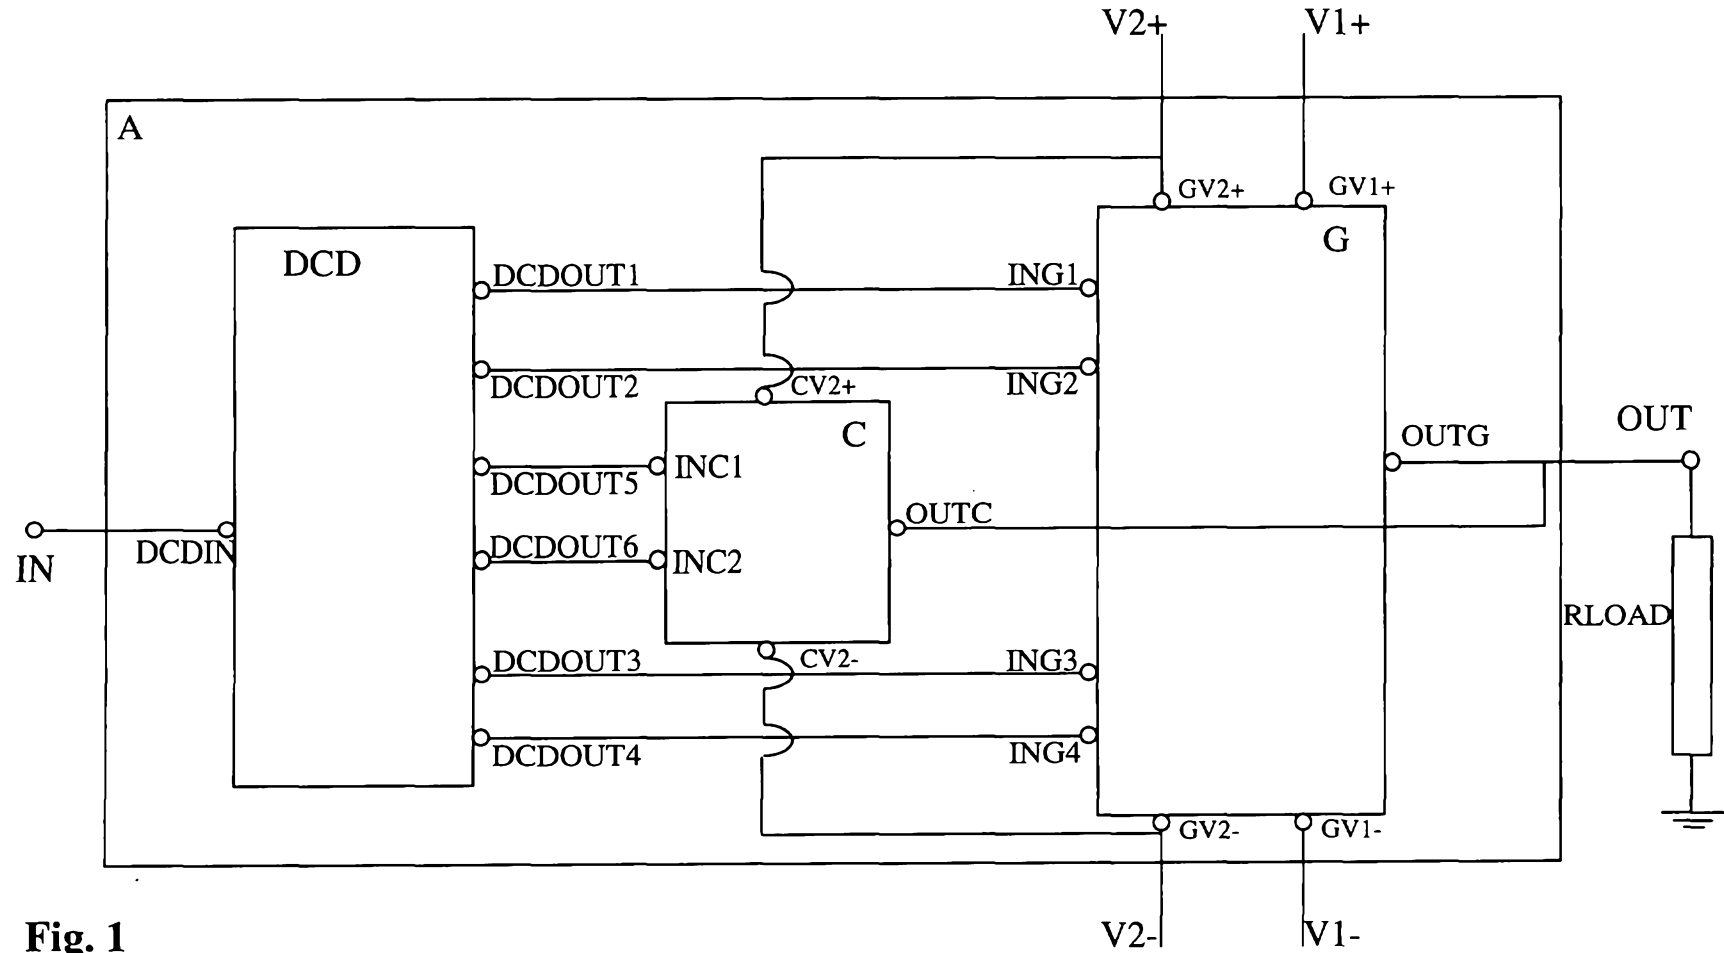 V2+ V1+
A
GV2+ GV1+
G
DCD
DCDOUT1 ING1
DCDOUT2 ING2
CV2+
C
OUT
OUTG
INC1
DCDOUT5
OUTC
DCDOUT6
INC2
DCDIN
IN
RLOAD
DCDOUT3 CV2- ING3
DCDOUT4 ING4
GV2- GV1-
V2- V1-
Fig. 1